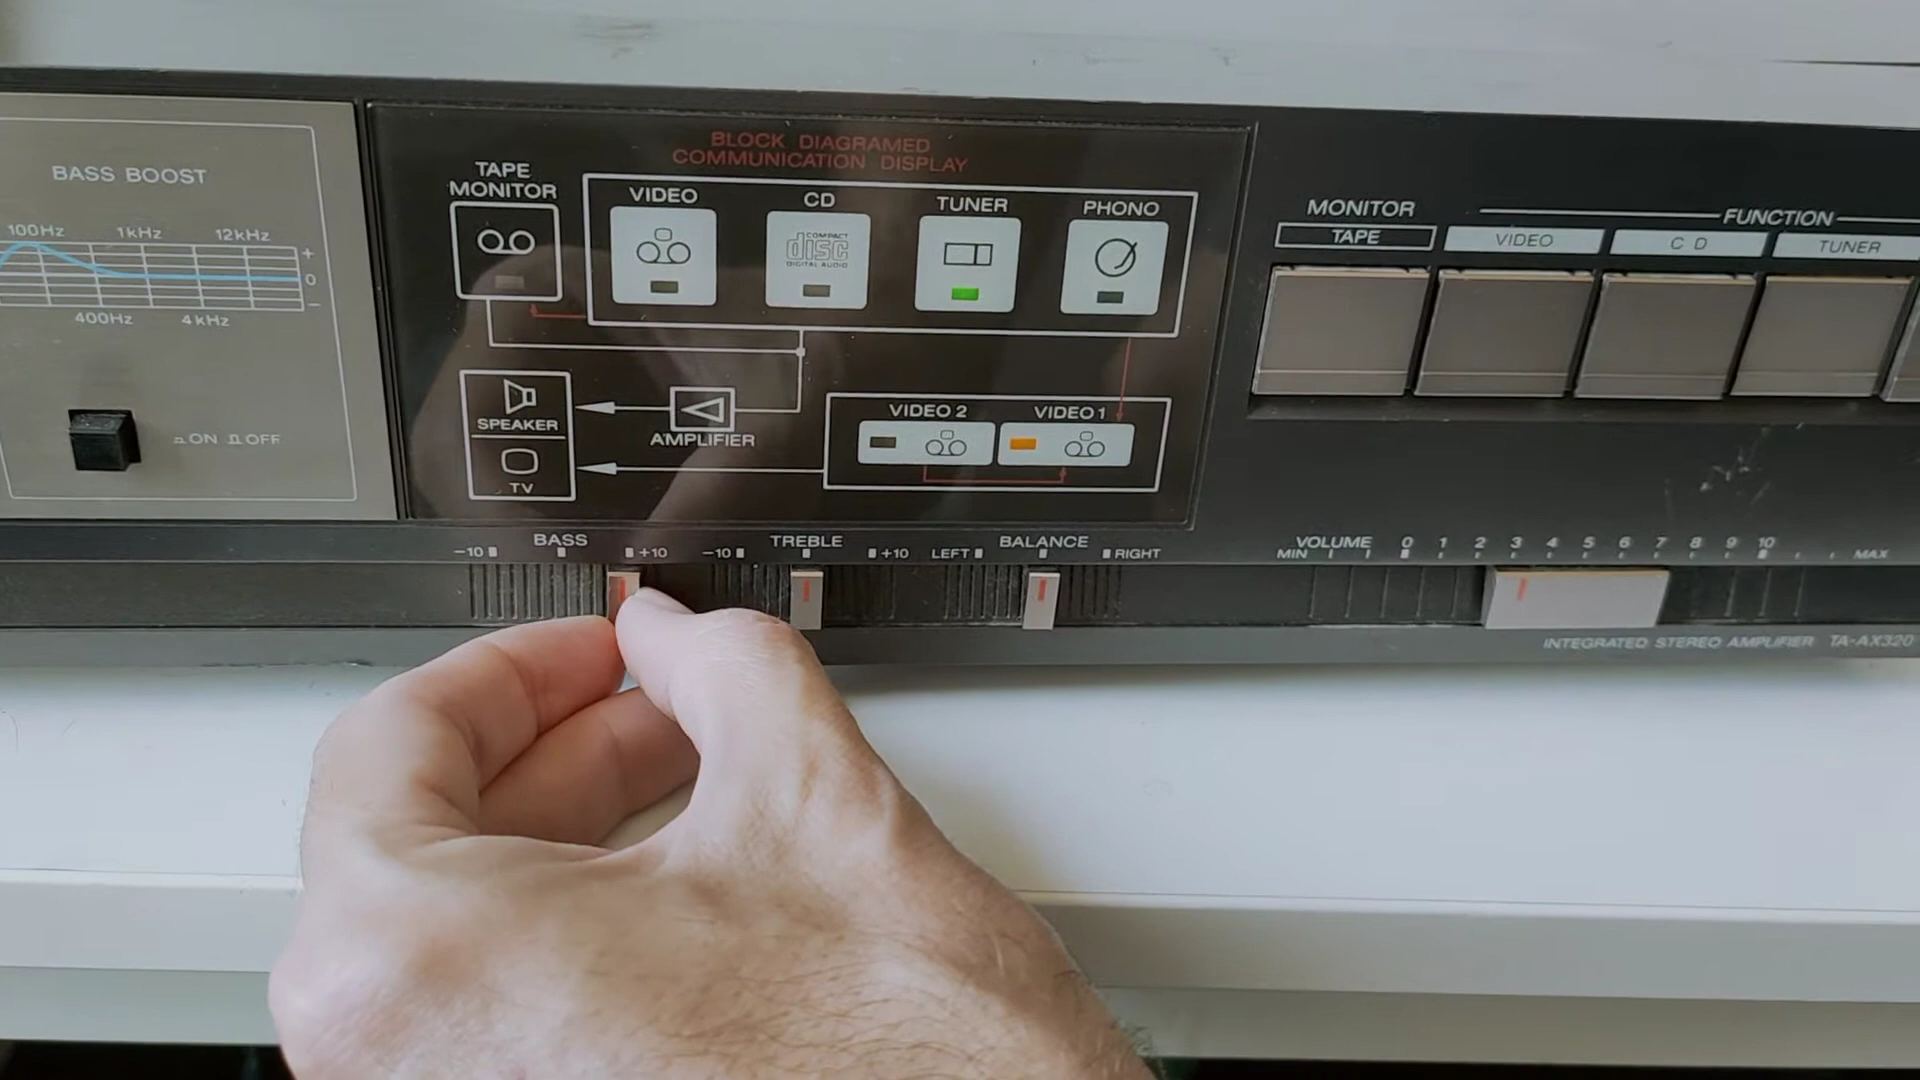 BASS BOOST
100Hz 1kHz 12kHz
+
0
−
400Hz 4kHz
ON OFF
BLOCK DIAGRAMED
COMMUNICATION DISPLAY
TAPE
MONITOR
VIDEO CD TUNER PHONO
COMPACT
disc
DIGITAL AUDIO
SPEAKER
TV
AMPLIFIER
VIDEO 2 VIDEO 1
MONITOR
TAPE
FUNCTION
VIDEO CD TUNER
BASS
−10 +10
TREBLE
−10 +10
BALANCE
LEFT RIGHT
VOLUME
MIN 0 1 2 3 4 5 6 7 8 9 10 MAX
INTEGRATED STEREO AMPLIFIER TA-AX320